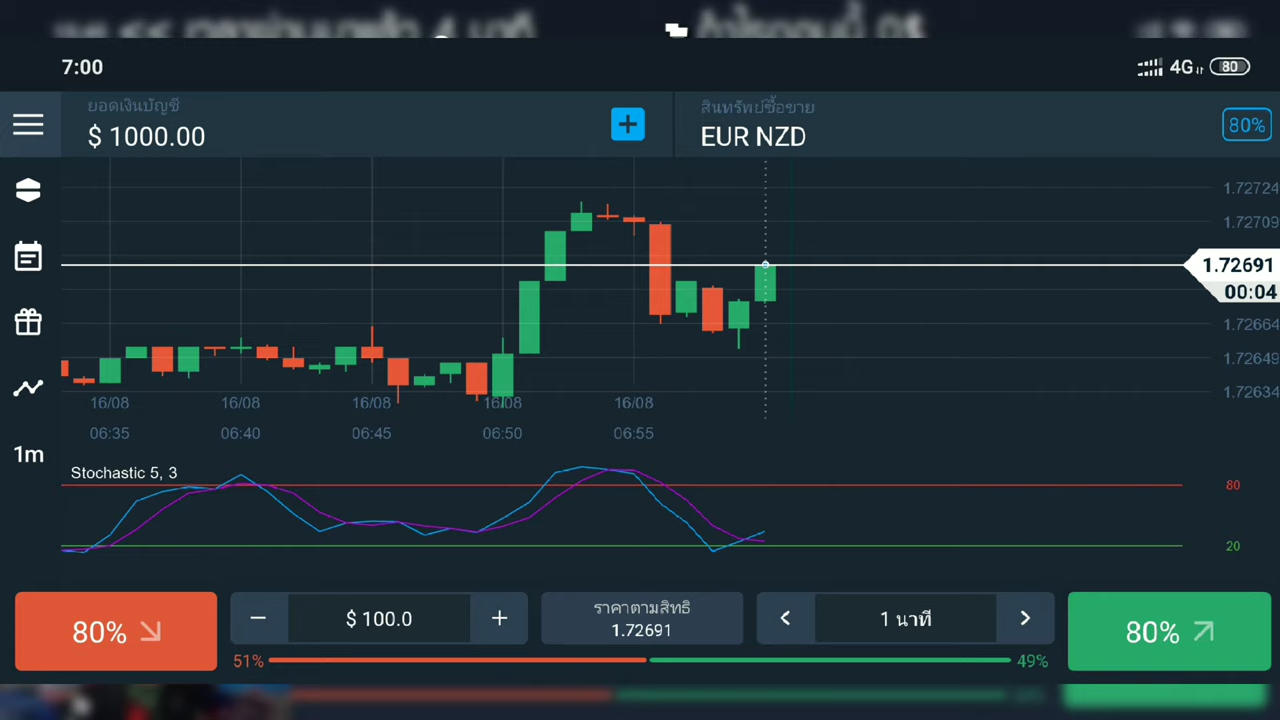 7:00
4G
80
ยอดเงินบัญชี
$ 1000.00
สินทรัพย์ซื้อขาย
EUR NZD
80%
1.72724
1.72709
1.72691
00:04
1.72664
1.72649
1.72634
16/08 16/08 16/08 16/08 16/08
06:35 06:40 06:45 06:50 06:55
1m
Stochastic 5, 3
80
20
80%
$ 100.0
ราคาตามสิทธิ
1.72691
1 นาที
80%
51%
49%